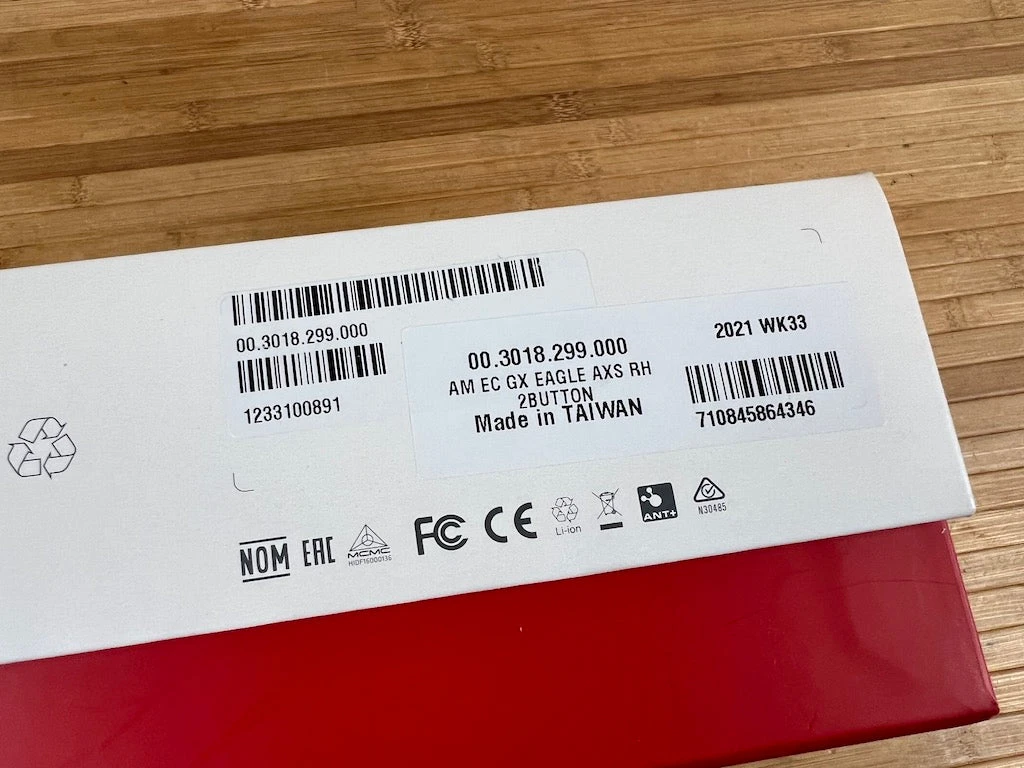 00.3018.299.000
1233100891
00.3018.299.000
AM EC GX EAGLE AXS RH
2BUTTON
Made in TAIWAN
2021 WK33
710845864346
NOM
EAC
MCMC
HIDF16000136
FC
CE
Li-ion
ANT+
N30485